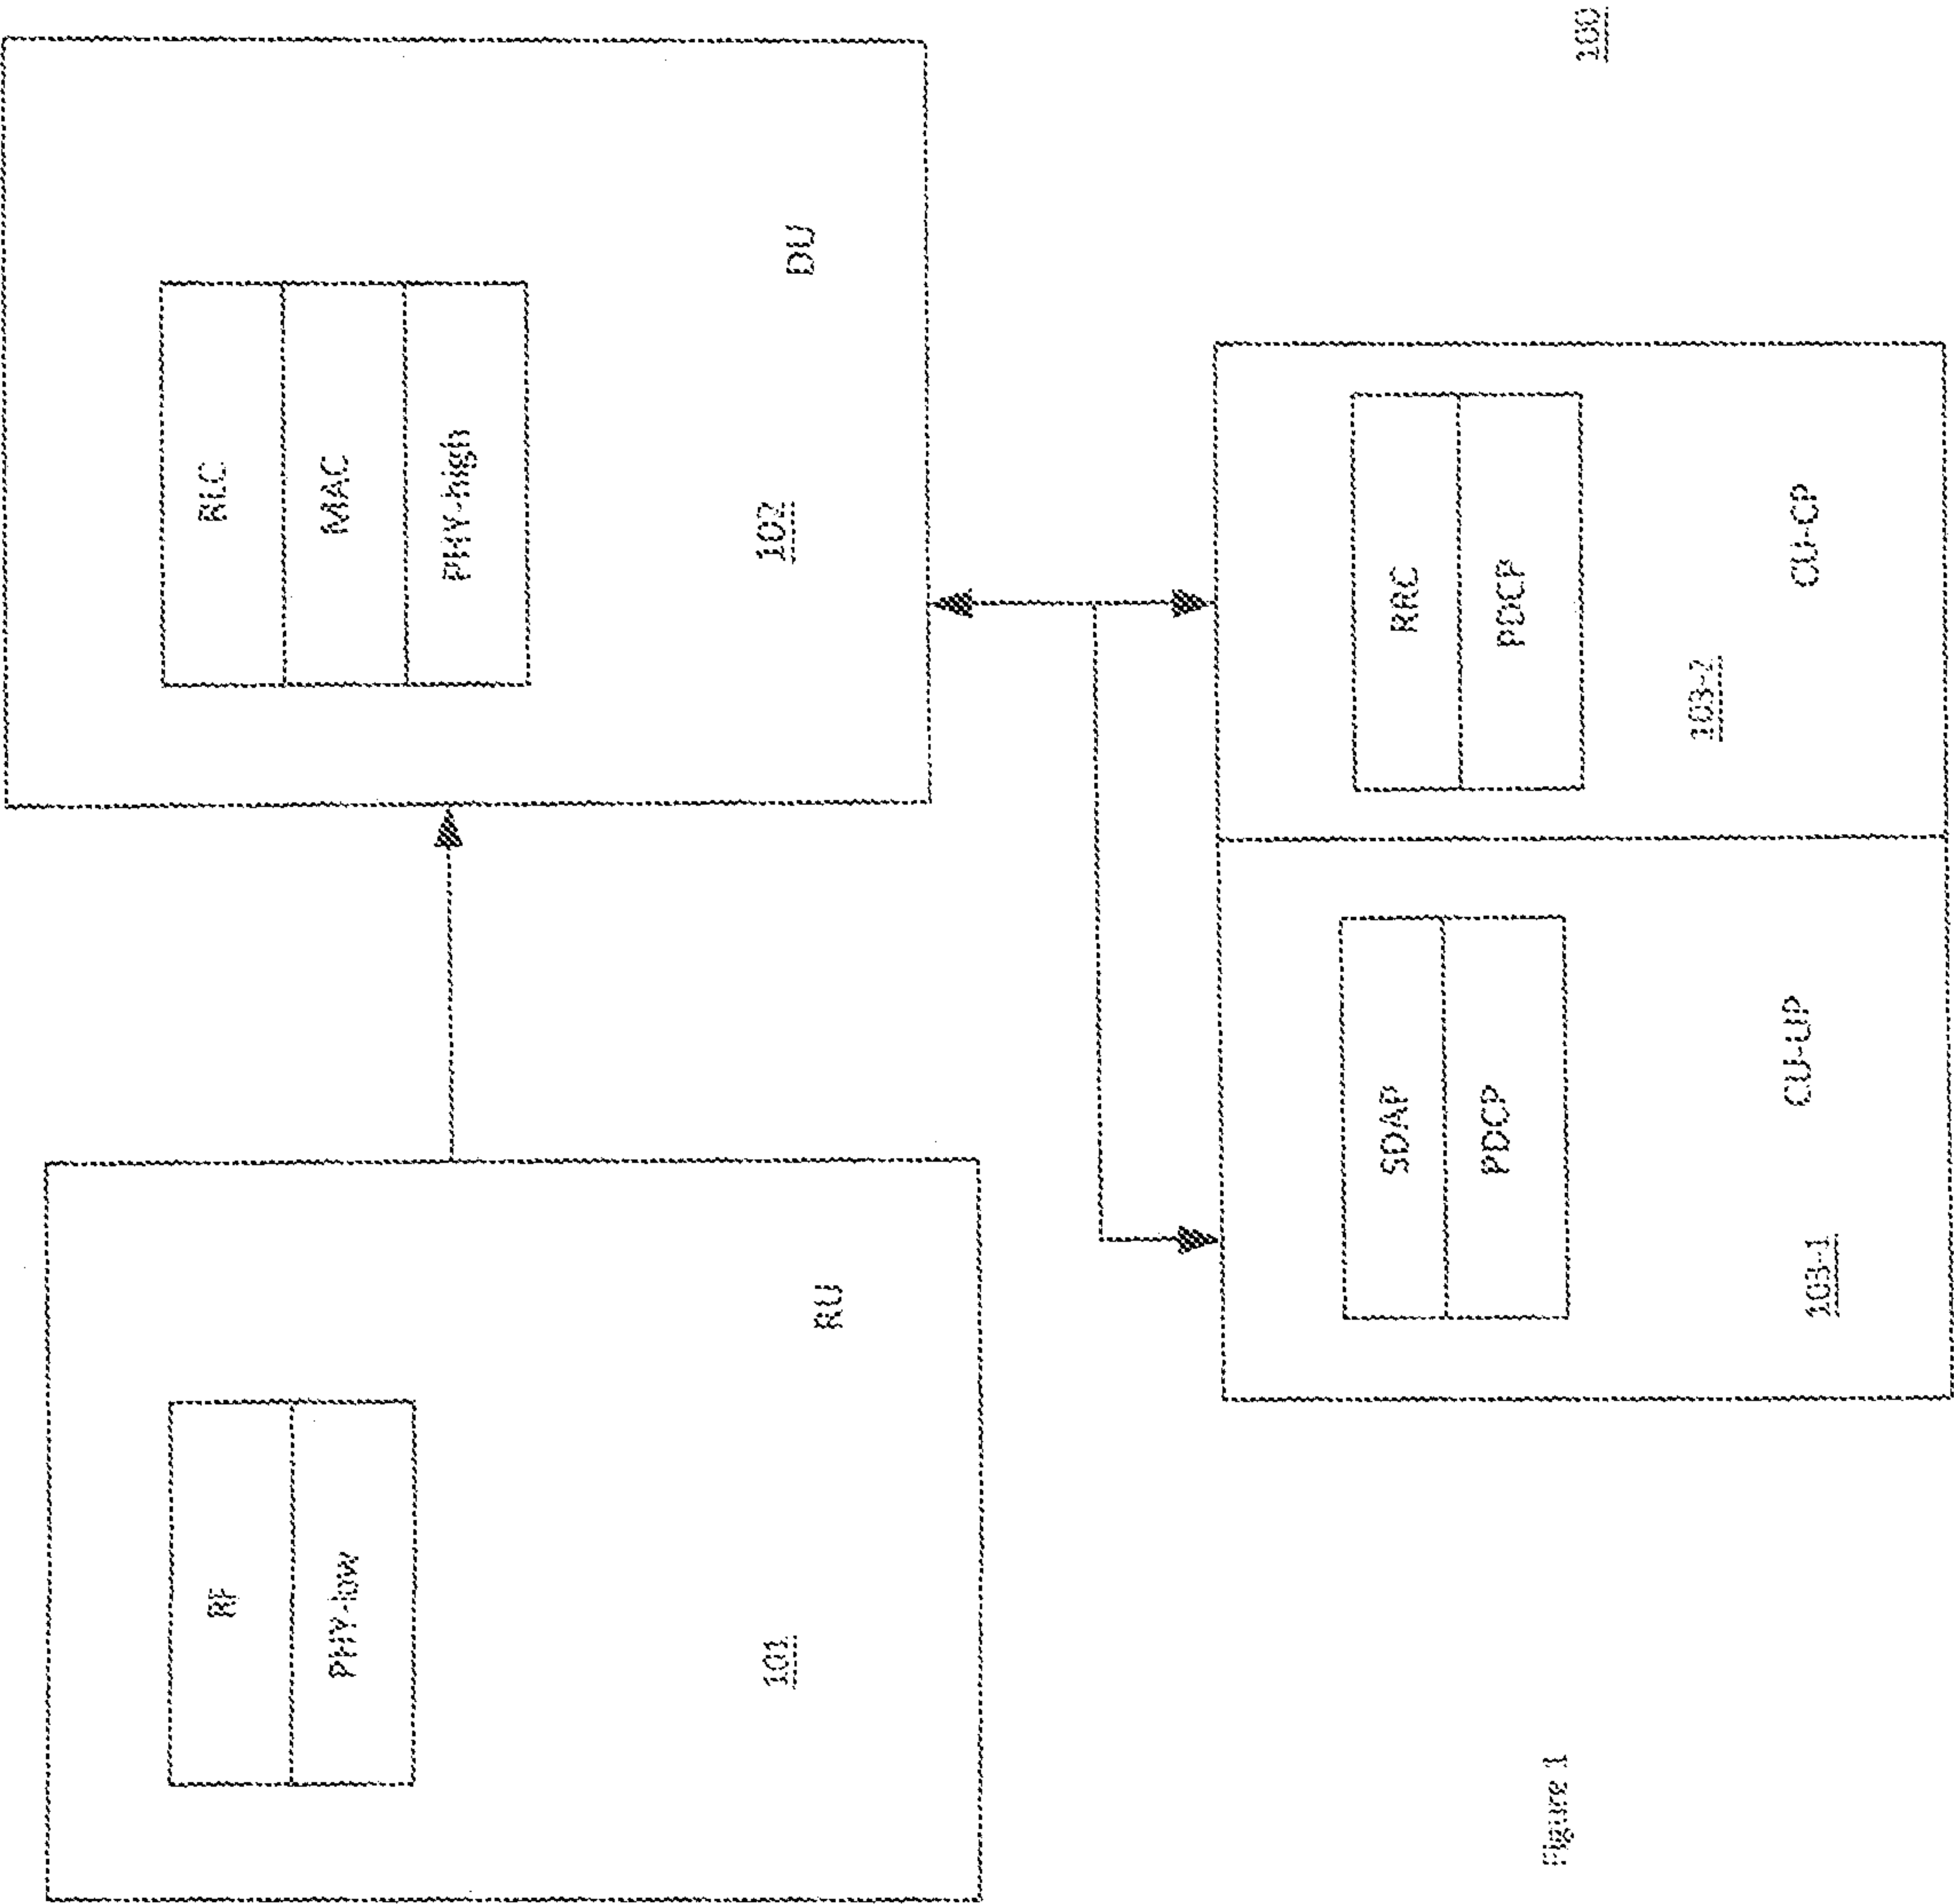 RF
PHY-low
101
RU
RLC
MAC
PHY-high
102
DU
SDAP
PDCP
103-1
CU-UP
RRC
PDCP
103-2
CU-CP
Figure 1
100